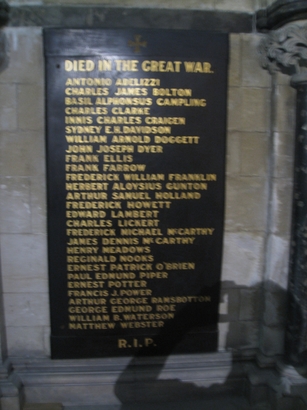 DIED IN THE GREAT WAR.
ANTONIO ABELIZZI
CHARLES JAMES BOLTON
BASIL ALPHONSUS CAMPLING
CHARLES CLARKE
INNIS CHARLES CRAIGEN
SYDNEY E.H. DAVIDSON
WILLIAM ARNOLD DOGGETT
JOHN JOSEPH DYER
FRANK ELLIS
FRANK FARROW
FREDERICK WILLIAM FRANKLIN
HERBERT ALOYSIUS GUNTON
ARTHUR SAMUEL HOLLAND
FREDERICK HOWETT
EDWARD LAMBERT
CHARLES LICKERT
FREDERICK MICHAEL McCARTHY
JAMES DENNIS McCARTHY
HENRY MEADOWS
REGINALD NOOKS
ERNEST PATRICK O'BRIEN
PAUL EDMUND PIPER
ERNEST POTTER
FRANCIS J. POWER
ARTHUR GEORGE RAMSBOTTOM
GEORGE EDMUND ROE
WILLIAM B. WATERSON
MATTHEW WEBSTER
R.I.P.